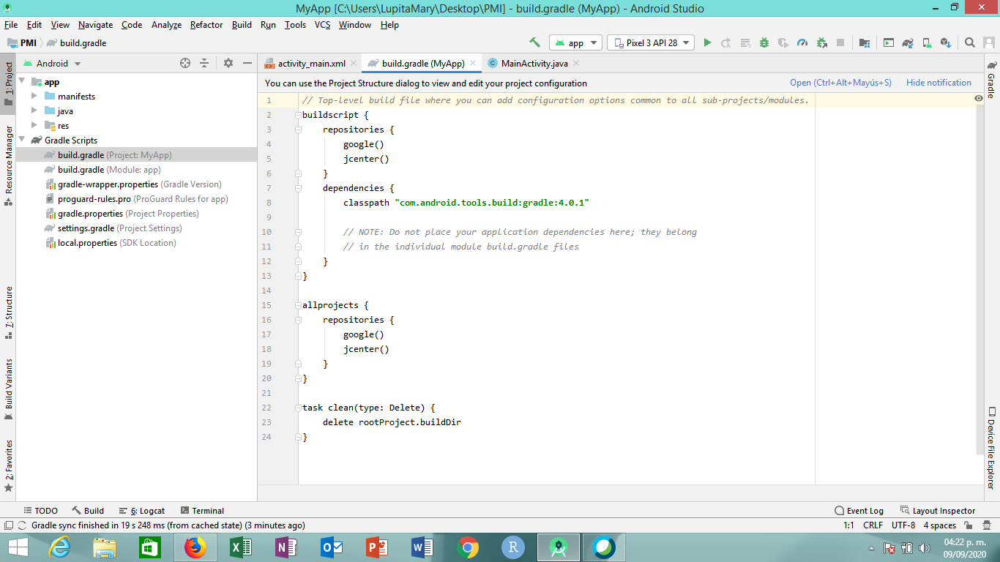 MyApp [C:\Users\LupitaMary\Desktop\PMI] - build.gradle (MyApp) - Android Studio
File Edit View Navigate Code Analyze Refactor Build Run Tools VCS Window Help
PMI build.gradle
app Pixel 3 API 28
1: Project
Resource Manager
7: Structure
Build Variants
2: Favorites
Android
app
manifests
java
res
Gradle Scripts
build.gradle (Project: MyApp)
build.gradle (Module: app)
gradle-wrapper.properties (Gradle Version)
proguard-rules.pro (ProGuard Rules for app)
gradle.properties (Project Properties)
settings.gradle (Project Settings)
local.properties (SDK Location)
activity_main.xml build.gradle (MyApp) MainActivity.java
You can use the Project Structure dialog to view and edit your project configuration Open (Ctrl+Alt+Mayús+S) Hide notification
1 // Top-level build file where you can add configuration options common to all sub-projects/modules.
2 buildscript {
3 repositories {
4 google()
5 jcenter()
6 }
7 dependencies {
8 classpath "com.android.tools.build:gradle:4.0.1"
9
10 // NOTE: Do not place your application dependencies here; they belong
11 // in the individual module build.gradle files
12 }
13 }
14
15 allprojects {
16 repositories {
17 google()
18 jcenter()
19 }
20 }
21
22 task clean(type: Delete) {
23 delete rootProject.buildDir
24 }
Gradle
Device File Explorer
TODO Build 6: Logcat Terminal Event Log Layout Inspector
Gradle sync finished in 19 s 248 ms (from cached state) (3 minutes ago) 1:1 CRLF UTF-8 4 spaces
04:22 p. m.
09/09/2020